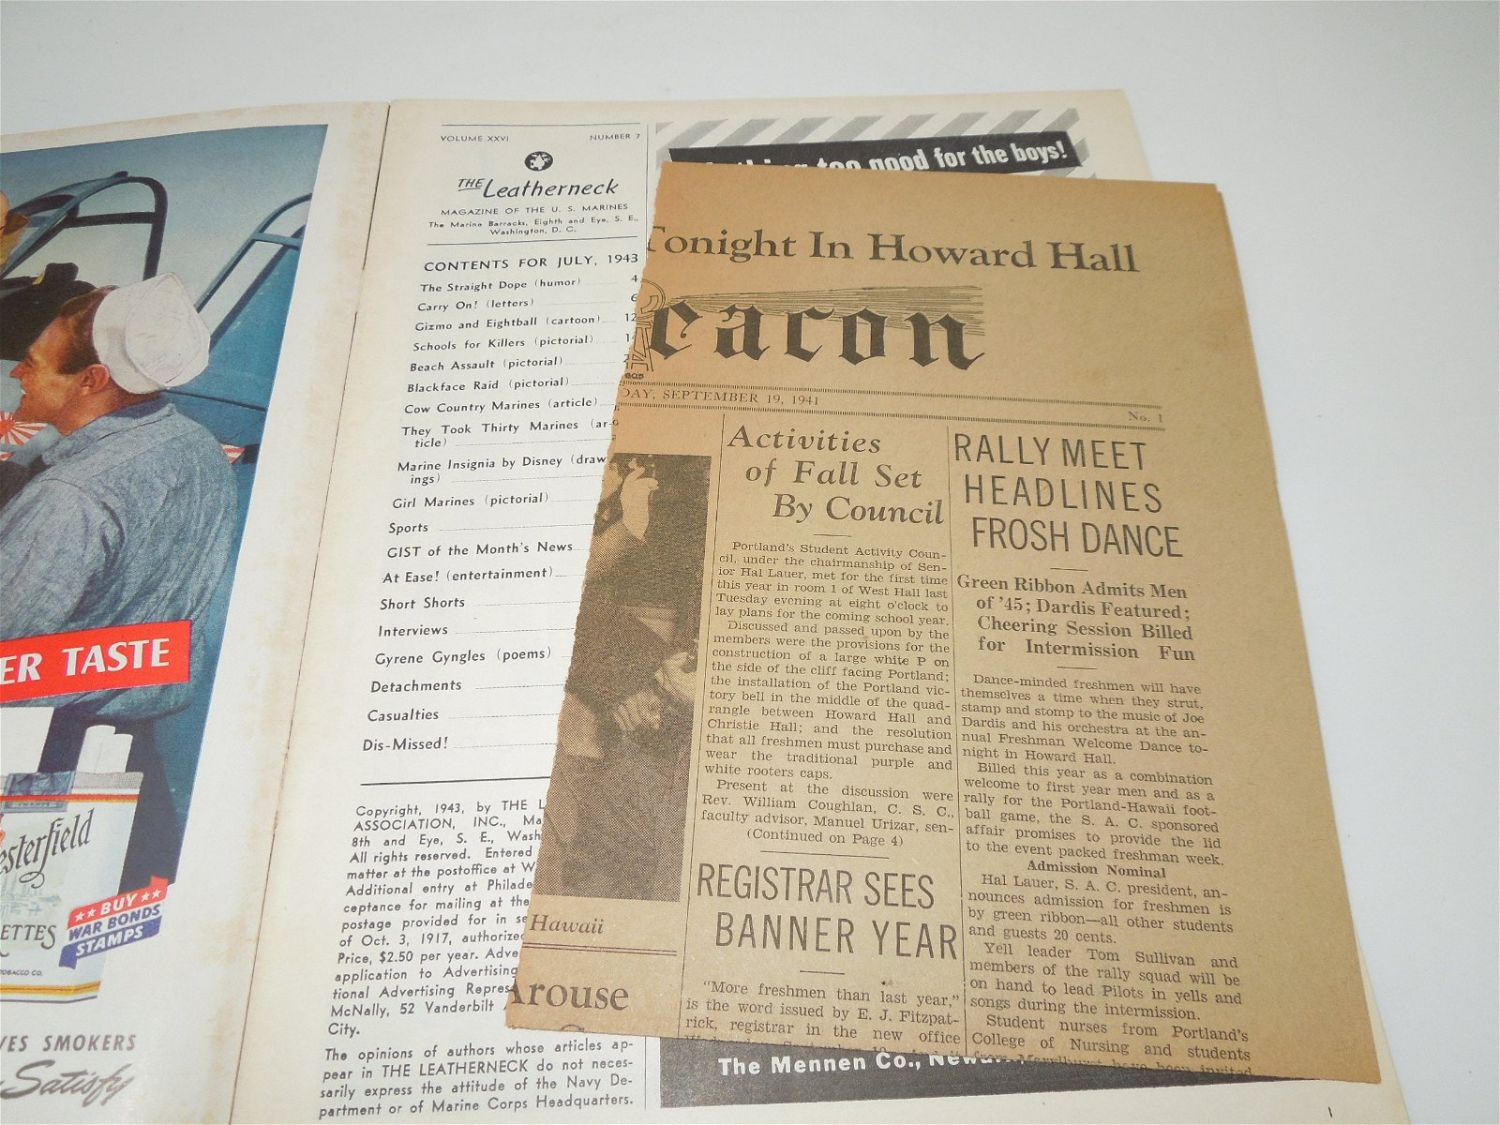 ER TASTE
esterfield
ETTES
TOBACCO CO.
★★ BUY ★★
WAR BONDS
STAMPS
VES SMOKERS
Satisfy
VOLUME XXVI NUMBER 7
THE Leatherneck
MAGAZINE OF THE U. S. MARINES
The Marine Barracks, Eighth and Eye, S. E.,
Washington, D. C.
CONTENTS FOR JULY, 1943
The Straight Dope (humor) 4
Carry On! (letters) 6
Gizmo and Eightball (cartoon) 12
Schools for Killers (pictorial) 1
Beach Assault (pictorial)
Blackface Raid (pictorial)
Cow Country Marines (article)
They Took Thirty Marines (ar-
ticle)
Marine Insignia by Disney (draw
ings)
Girl Marines (pictorial)
Sports
GIST of the Month's News
At Ease! (entertainment)
Short Shorts
Interviews
Gyrene Gyngles (poems)
Detachments
Casualties
Dis-Missed!
Copyright, 1943, by THE L
ASSOCIATION, INC., Ma
8th and Eye, S. E., Wash
All rights reserved. Entered
matter at the postoffice at W
Additional entry at Philade
ceptance for mailing at the
postage provided for in se
of Oct. 3, 1917, authorized
Price, $2.50 per year. Adve
application to Advertising
tional Advertising Repres
McNally, 52 Vanderbilt A
City.
The opinions of authors whose articles ap-
pear in THE LEATHERNECK do not neces-
sarily express the attitude of the Navy De-
partment or of Marine Corps Headquarters.
too good for the boys!
Tonight In Howard Hall
eacon
DAY, SEPTEMBER 19, 1941 No. 1
Hawaii
Arouse
Activities
of Fall Set
By Council
Portland's Student Activity Coun-
cil, under the chairmanship of Sen-
ior Hal Lauer, met for the first time
this year in room 1 of West Hall last
Tuesday evening at eight o'clock to
lay plans for the coming school year.
Discussed and passed upon by the
members were the provisions for the
construction of a large white P on
the side of the cliff facing Portland;
the installation of the Portland vic-
tory bell in the middle of the quad-
rangle between Howard Hall and
Christie Hall; and the resolution
that all freshmen must purchase and
wear the traditional purple and
white rooters caps.
Present at the discussion were
Rev. William Coughlan, C. S. C.,
faculty advisor, Manuel Urizar, sen-
(Continued on Page 4)
REGISTRAR SEES
BANNER YEAR
"More freshmen than last year,"
is the word issued by E. J. Fitzpat-
rick, registrar in the new office
RALLY MEET
HEADLINES
FROSH DANCE
Green Ribbon Admits Men
of '45; Dardis Featured;
Cheering Session Billed
for Intermission Fun
Dance-minded freshmen will have
themselves a time when they strut,
stamp and stomp to the music of Joe
Dardis and his orchestra at the an-
nual Freshman Welcome Dance to-
night in Howard Hall.
Billed this year as a combination
welcome to first year men and as a
rally for the Portland-Hawaii foot-
ball game, the S. A. C. sponsored
affair promises to provide the lid
to the event packed freshman week.
Admission Nominal
Hal Lauer, S. A. C. president, an-
nounces admission for freshmen is
by green ribbon—all other students
and guests 20 cents.
Yell leader Tom Sullivan and
members of the rally squad will be
on hand to lead Pilots in yells and
songs during the intermission.
Student nurses from Portland's
College of Nursing and students
from Marylhurst have been invited
The Mennen Co., Newa
1